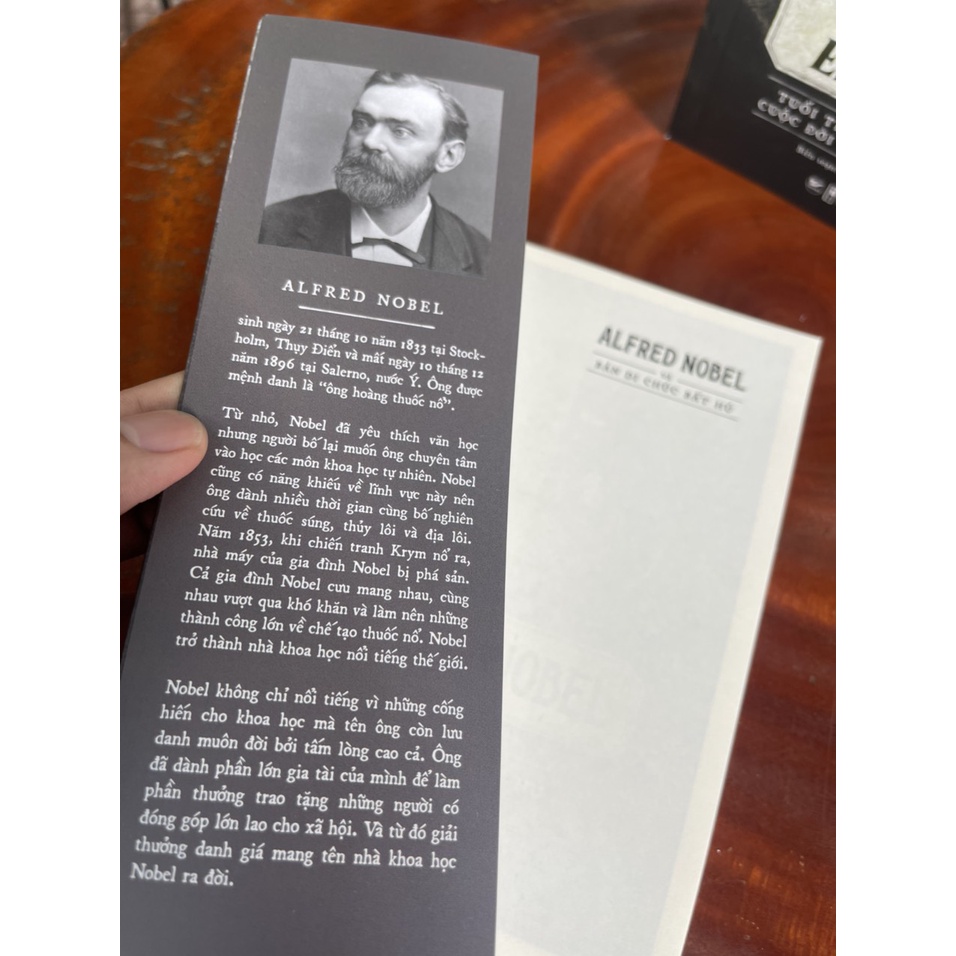 ALFRED NOBEL
sinh ngày 21 tháng 10 năm 1833 tại Stock-
holm, Thụy Điển và mất ngày 10 tháng 12
năm 1896 tại Salerno, nước Ý. Ông được
mệnh danh là “ông hoàng thuốc nổ”.
Từ nhỏ, Nobel đã yêu thích văn học
nhưng người bố lại muốn ông chuyên tâm
vào học các môn khoa học tự nhiên. Nobel
cũng có năng khiếu về lĩnh vực này nên
ông dành nhiều thời gian cùng bố nghiên
cứu về thuốc súng, thủy lôi và địa lôi.
Năm 1853, khi chiến tranh Krym nổ ra,
nhà máy của gia đình Nobel bị phá sản.
Cả gia đình Nobel cưu mang nhau, cùng
nhau vượt qua khó khăn và làm nên những
thành công lớn về chế tạo thuốc nổ. Nobel
trở thành nhà khoa học nổi tiếng thế giới.
Nobel không chỉ nổi tiếng vì những cống
hiến cho khoa học mà tên ông còn lưu
danh muôn đời bởi tấm lòng cao cả. Ông
đã dành phần lớn gia tài của mình để làm
phần thưởng trao tặng những người có
đóng góp lớn lao cho xã hội. Và từ đó giải
thưởng danh giá mang tên nhà khoa học
Nobel ra đời.
ALFRED NOBEL
VÀ
BẢN DI CHÚC BẤT HỦ
TUỔI
CUỘC ĐỜI
NOBEL